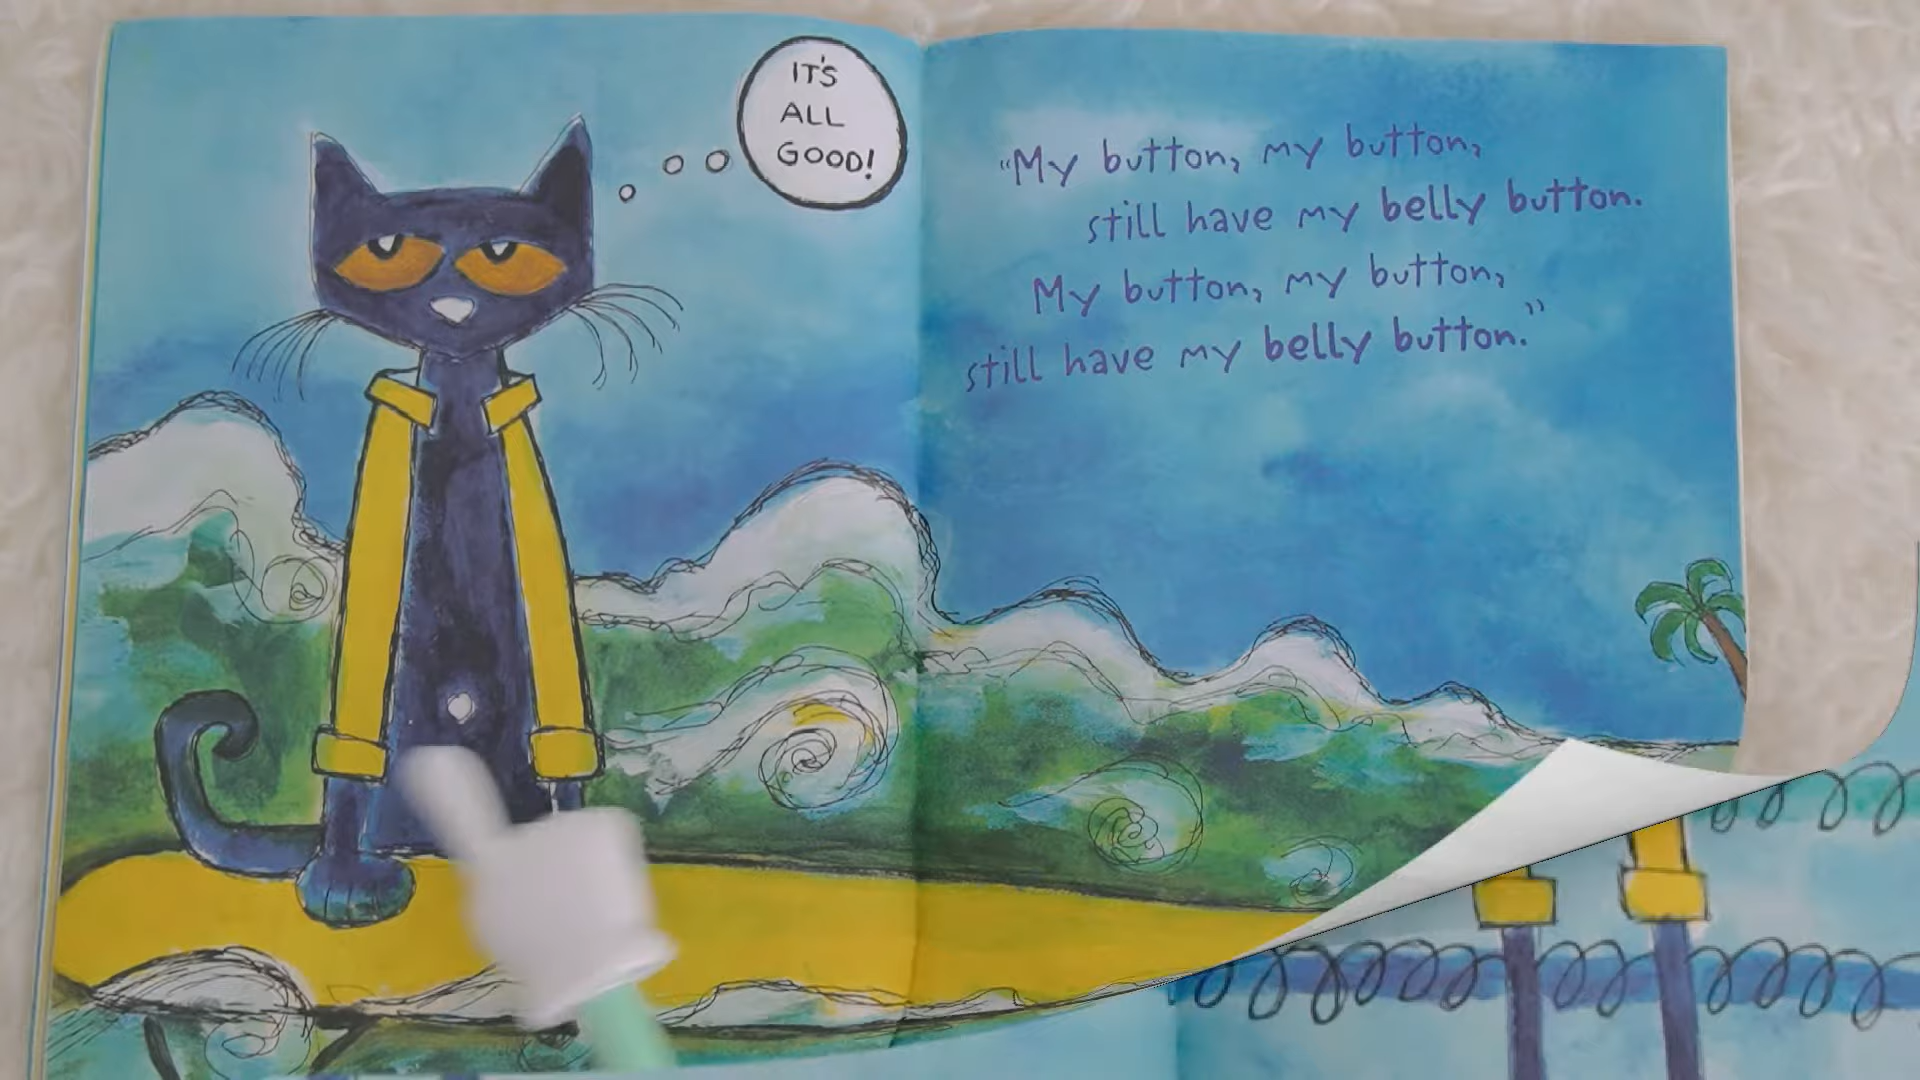 IT'S
ALL
GOOD!
"My button, my button,
still have my belly button.
My button, my button,
still have my belly button."